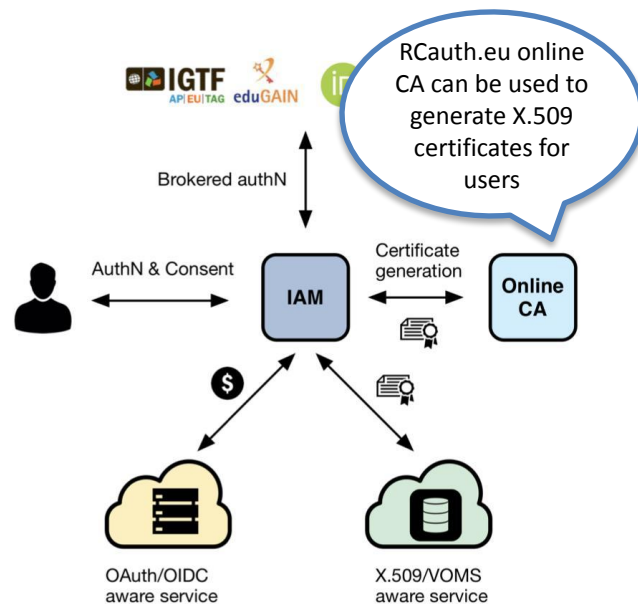 RCauth.eu online
CA can be used to
generate X.509
certificates for
users
IGTF
AP|EU|TAG
eduGAIN
Brokered authN
AuthN & Consent
IAM
Certificate
generation
Online
CA
$
OAuth/OIDC
aware service
X.509/VOMS
aware service